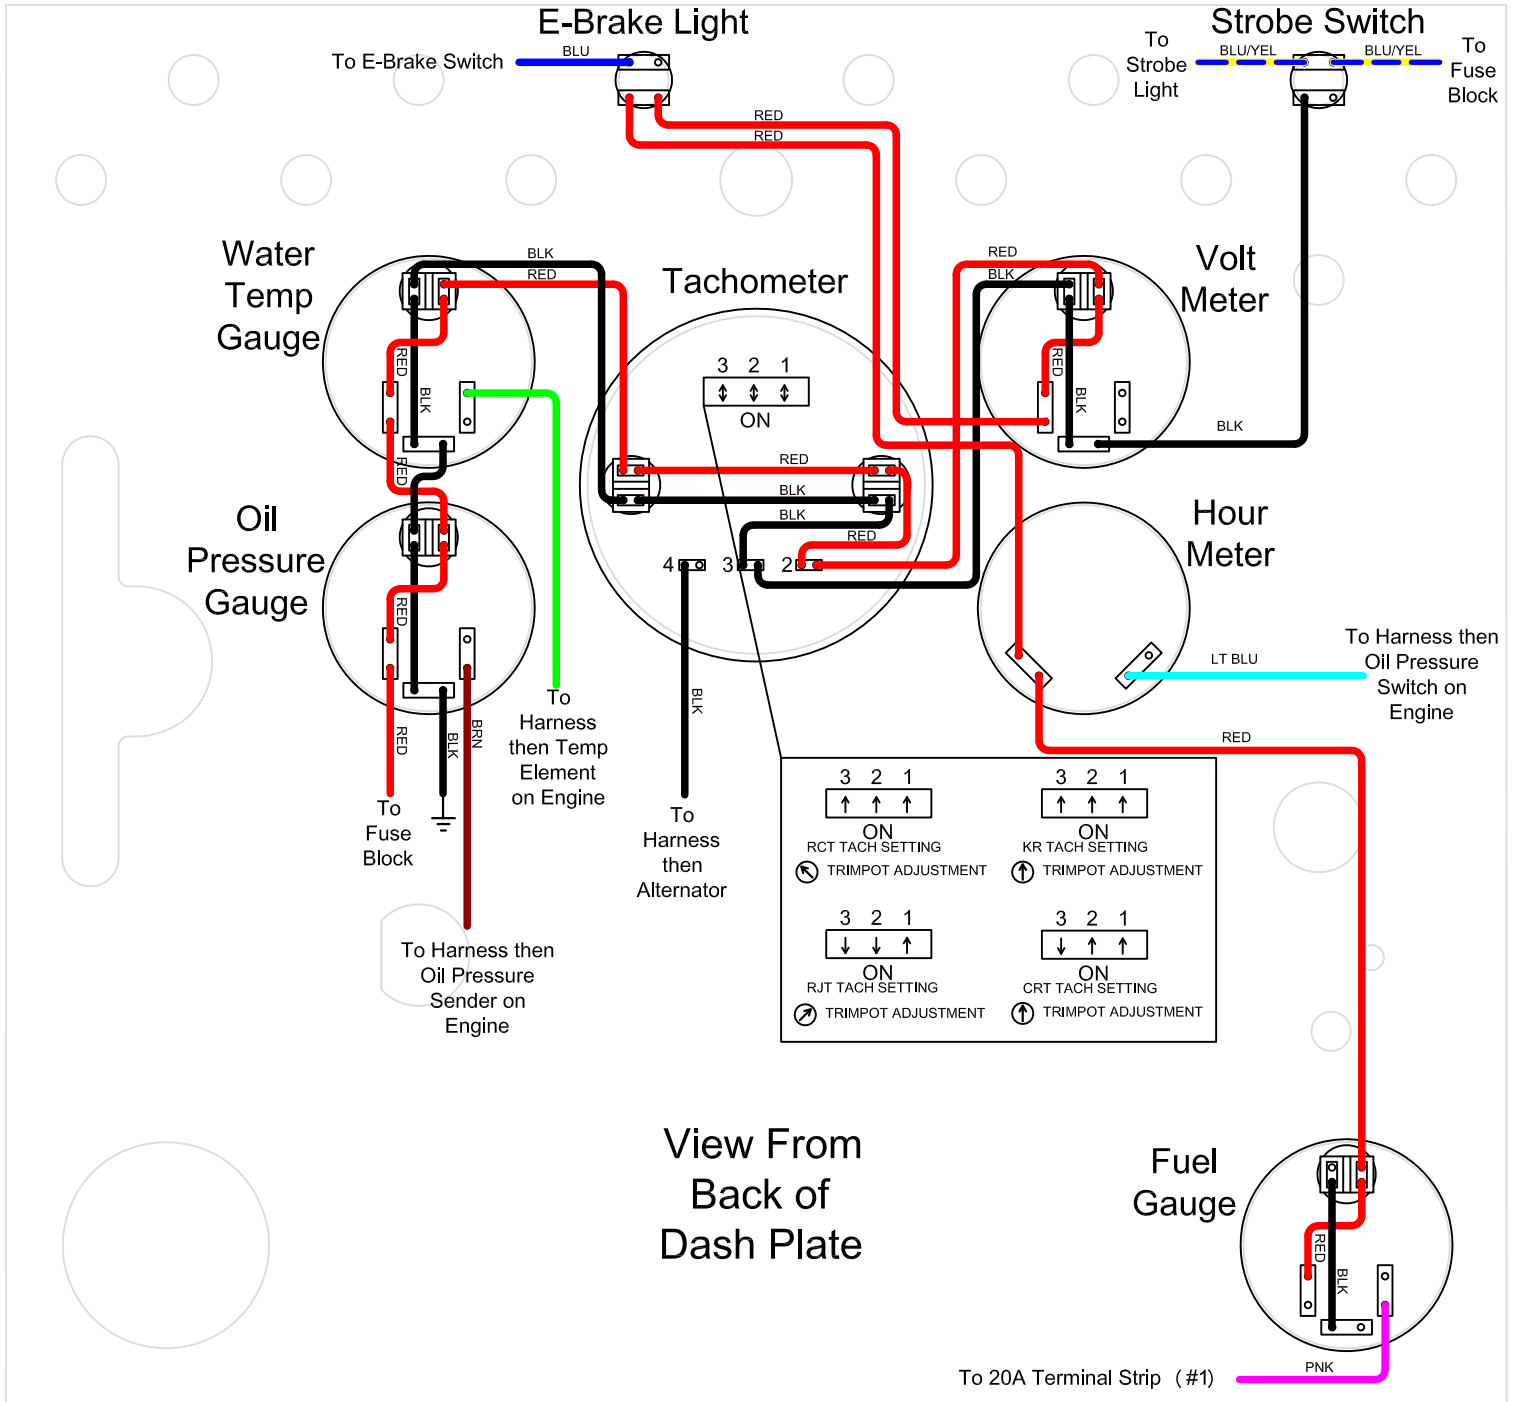 E-Brake Light
Strobe Switch
To E-Brake Switch
BLU
To
Strobe
Light
BLU/YEL
BLU/YEL
To
Fuse
Block
RED
RED
Water
Temp
Gauge
BLK
RED
Tachometer
RED
BLK
Volt
Meter
RED
BLK
3 2 1
ON
RED
BLK
BLK
RED
RED
BLK
BLK
RED
4
3
2
Oil
Pressure
Gauge
Hour
Meter
RED
RED
BLK
BRN
BLK
To
Harness
then Temp
Element
on Engine
LT BLU
To Harness then
Oil Pressure
Switch on
Engine
RED
To
Fuse
Block
To
Harness
then
Alternator
3 2 1
ON
RCT TACH SETTING
TRIMPOT ADJUSTMENT
3 2 1
ON
KR TACH SETTING
TRIMPOT ADJUSTMENT
3 2 1
ON
RJT TACH SETTING
TRIMPOT ADJUSTMENT
3 2 1
ON
CRT TACH SETTING
TRIMPOT ADJUSTMENT
To Harness then
Oil Pressure
Sender on
Engine
View From
Back of
Dash Plate
Fuel
Gauge
RED
BLK
PNK
To 20A Terminal Strip (#1)